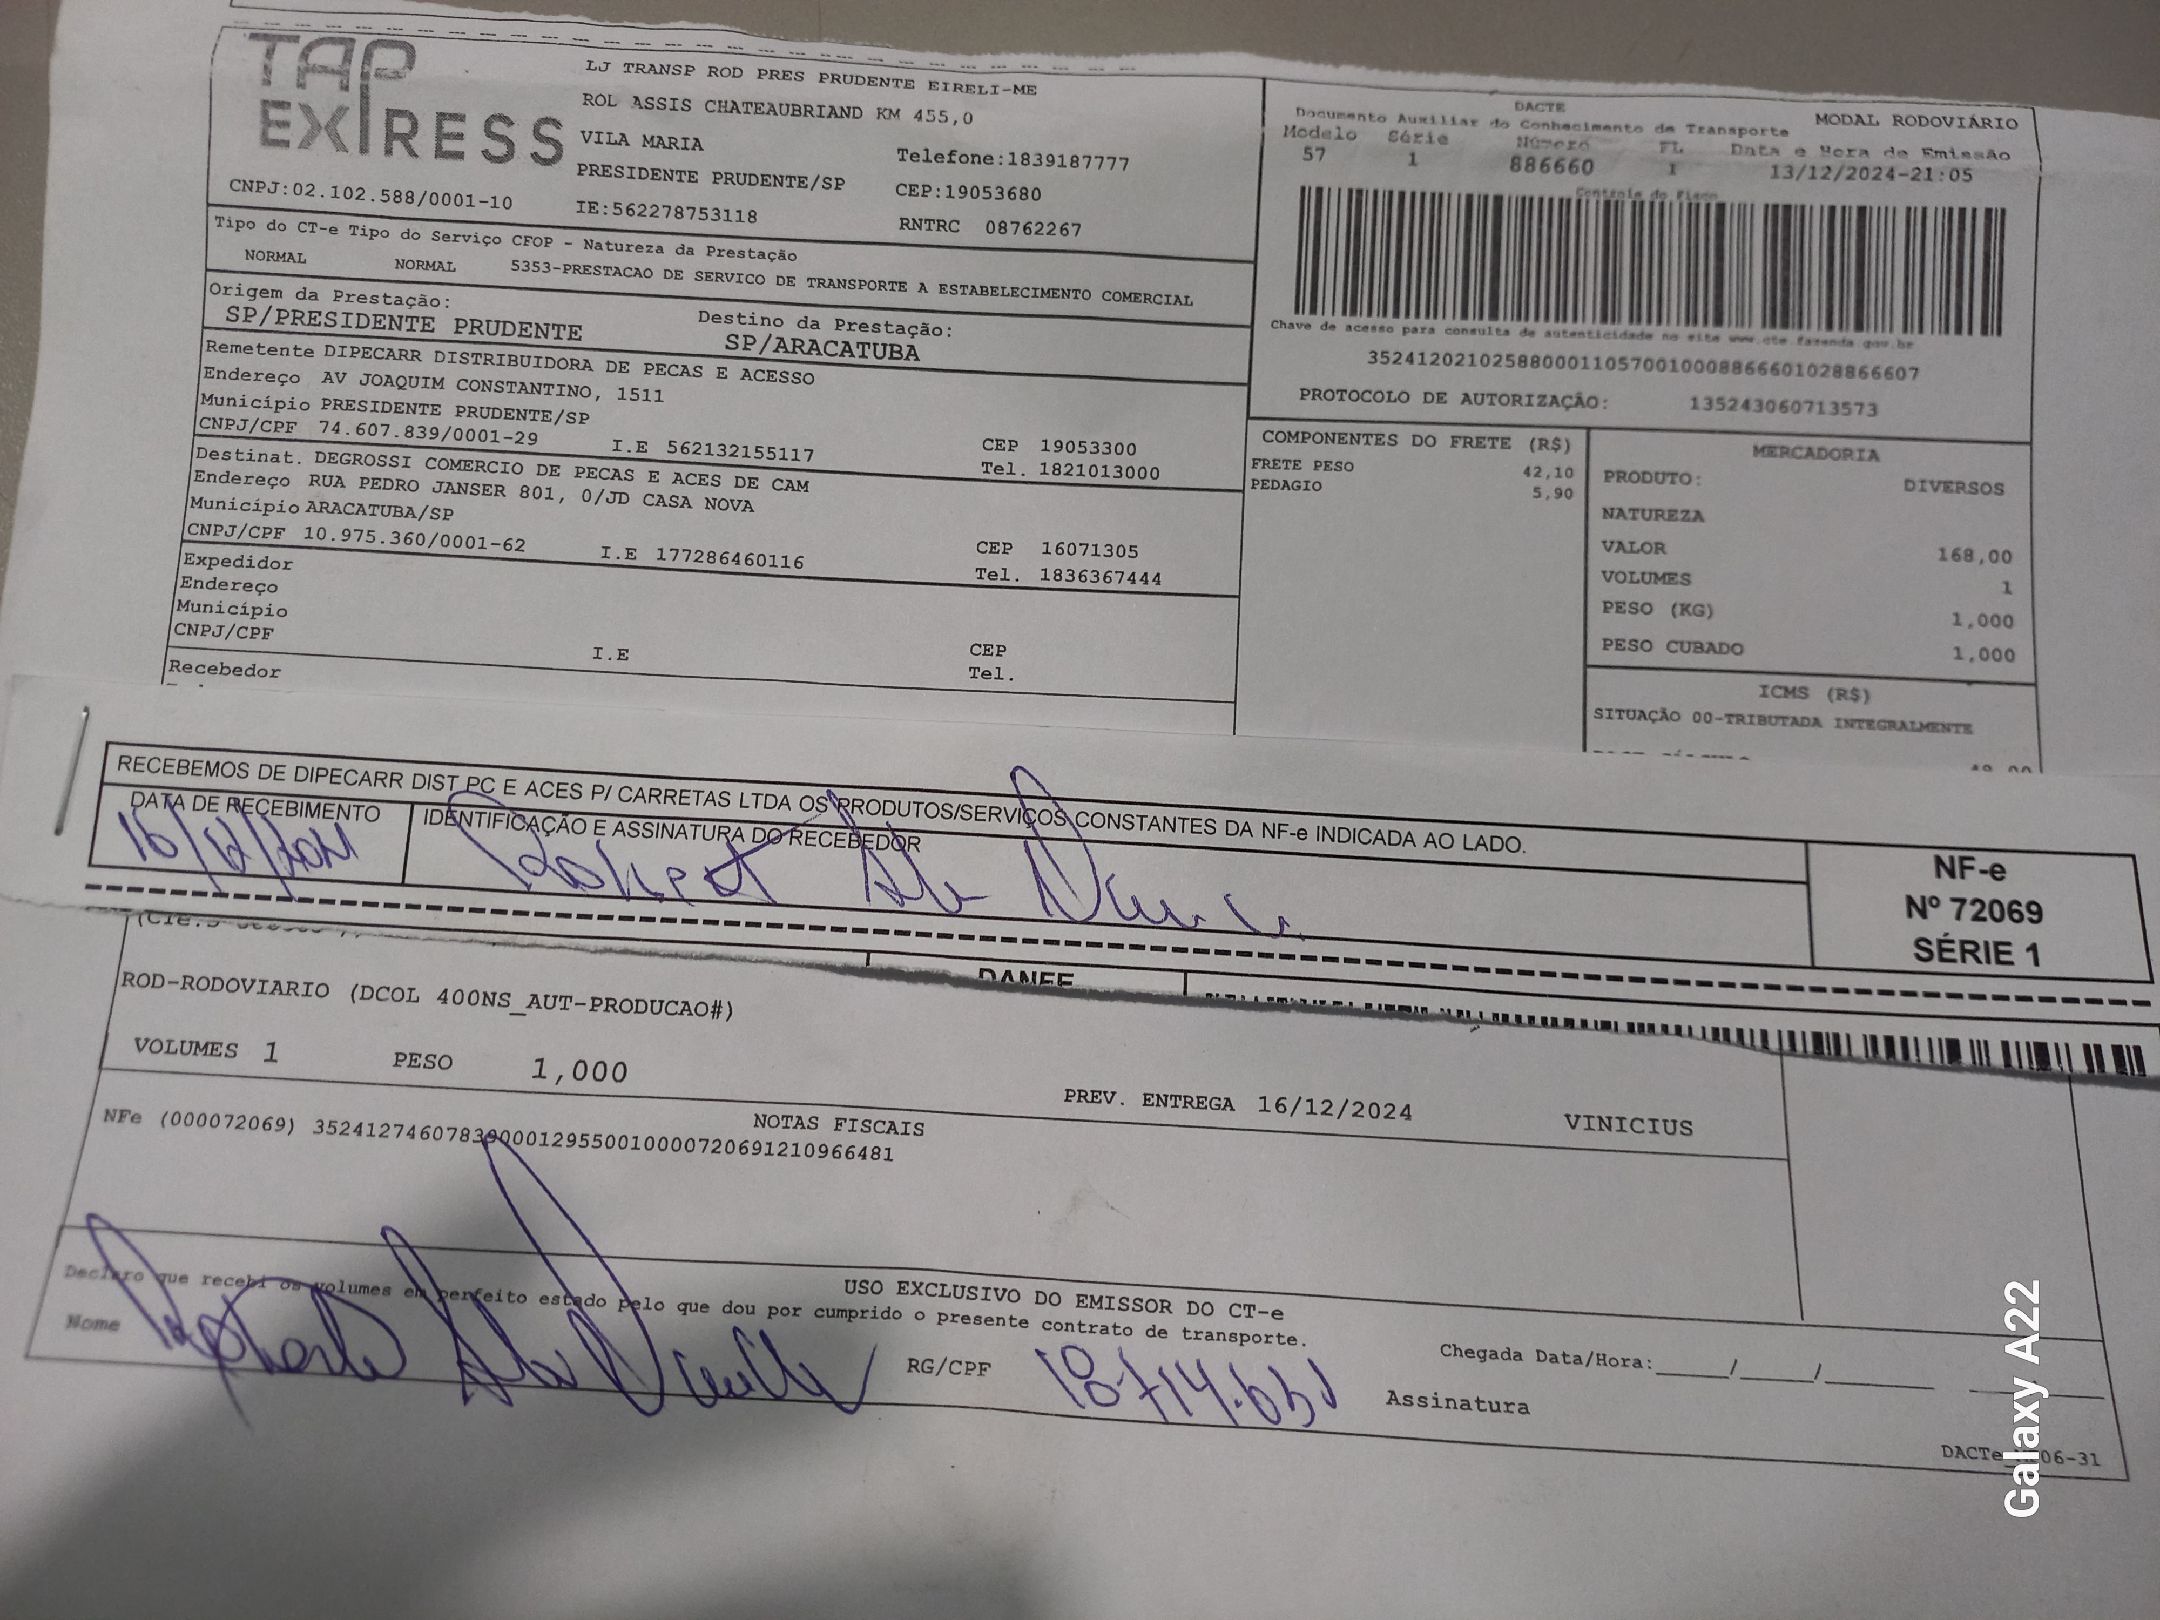 TAP
EXPRESS
LJ TRANSP ROD PRES PRUDENTE EIRELI-ME
ROL ASSIS CHATEAUBRIAND KM 455,0
VILA MARIA
Telefone:1839187777
PRESIDENTE PRUDENTE/SP CEP:19053680
CNPJ:02.102.588/0001-10 IE:562278753118 RNTRC 08762267
DACTE MODAL RODOVIÁRIO
Documento Auxiliar do Conhecimento de Transporte
Modelo Série Número FL Data e Hora de Emissão
57 1 886660 1 13/12/2024-21:05
Controle do Fisco
Chave de acesso para consulta de autenticidade no site www.cte.fazenda.gov.br
35241202102588000110570010008866601028866607
PROTOCOLO DE AUTORIZAÇÃO: 135243060713573
Tipo do CT-e Tipo do Serviço CFOP - Natureza da Prestação
NORMAL NORMAL 5353-PRESTACAO DE SERVICO DE TRANSPORTE A ESTABELECIMENTO COMERCIAL
Origem da Prestação: Destino da Prestação:
SP/PRESIDENTE PRUDENTE SP/ARACATUBA
Remetente DIPECARR DISTRIBUIDORA DE PECAS E ACESSO
Endereço AV JOAQUIM CONSTANTINO, 1511
Município PRESIDENTE PRUDENTE/SP CEP 19053300
CNPJ/CPF 74.607.839/0001-29 I.E 562132155117 Tel. 1821013000
Destinat. DEGROSSI COMERCIO DE PECAS E ACES DE CAM
Endereço RUA PEDRO JANSER 801, 0/JD CASA NOVA
Município ARACATUBA/SP CEP 16071305
CNPJ/CPF 10.975.360/0001-62 I.E 177286460116 Tel. 1836367444
Expedidor
Endereço
Município CEP
CNPJ/CPF I.E Tel.
Recebedor
COMPONENTES DO FRETE (R$)
FRETE PESO 42,10
PEDAGIO 5,90
MERCADORIA
PRODUTO: DIVERSOS
NATUREZA
VALOR 168,00
VOLUMES 1
PESO (KG) 1,000
PESO CUBADO 1,000
ICMS (R$)
SITUAÇÃO 00-TRIBUTADA INTEGRALMENTE
RECEBEMOS DE DIPECARR DIST PC E ACES P/ CARRETAS LTDA OS PRODUTOS/SERVIÇOS CONSTANTES DA NF-e INDICADA AO LADO.
DATA DE RECEBIMENTO IDENTIFICAÇÃO E ASSINATURA DO RECEBEDOR
NF-e
Nº 72069
SÉRIE 1
DANFE
ROD-RODOVIARIO (DCOL 400NS_AUT-PRODUCAO#)
VOLUMES 1 PESO 1,000 PREV. ENTREGA 16/12/2024 VINICIUS
NOTAS FISCAIS
NFe (000072069) 35241274607839000129550010000720691210966481
USO EXCLUSIVO DO EMISSOR DO CT-e
Declaro que recebi os volumes em perfeito estado pelo que dou por cumprido o presente contrato de transporte.
Nome RG/CPF Chegada Data/Hora:_____/_____/_______
Assinatura
Galaxy A22